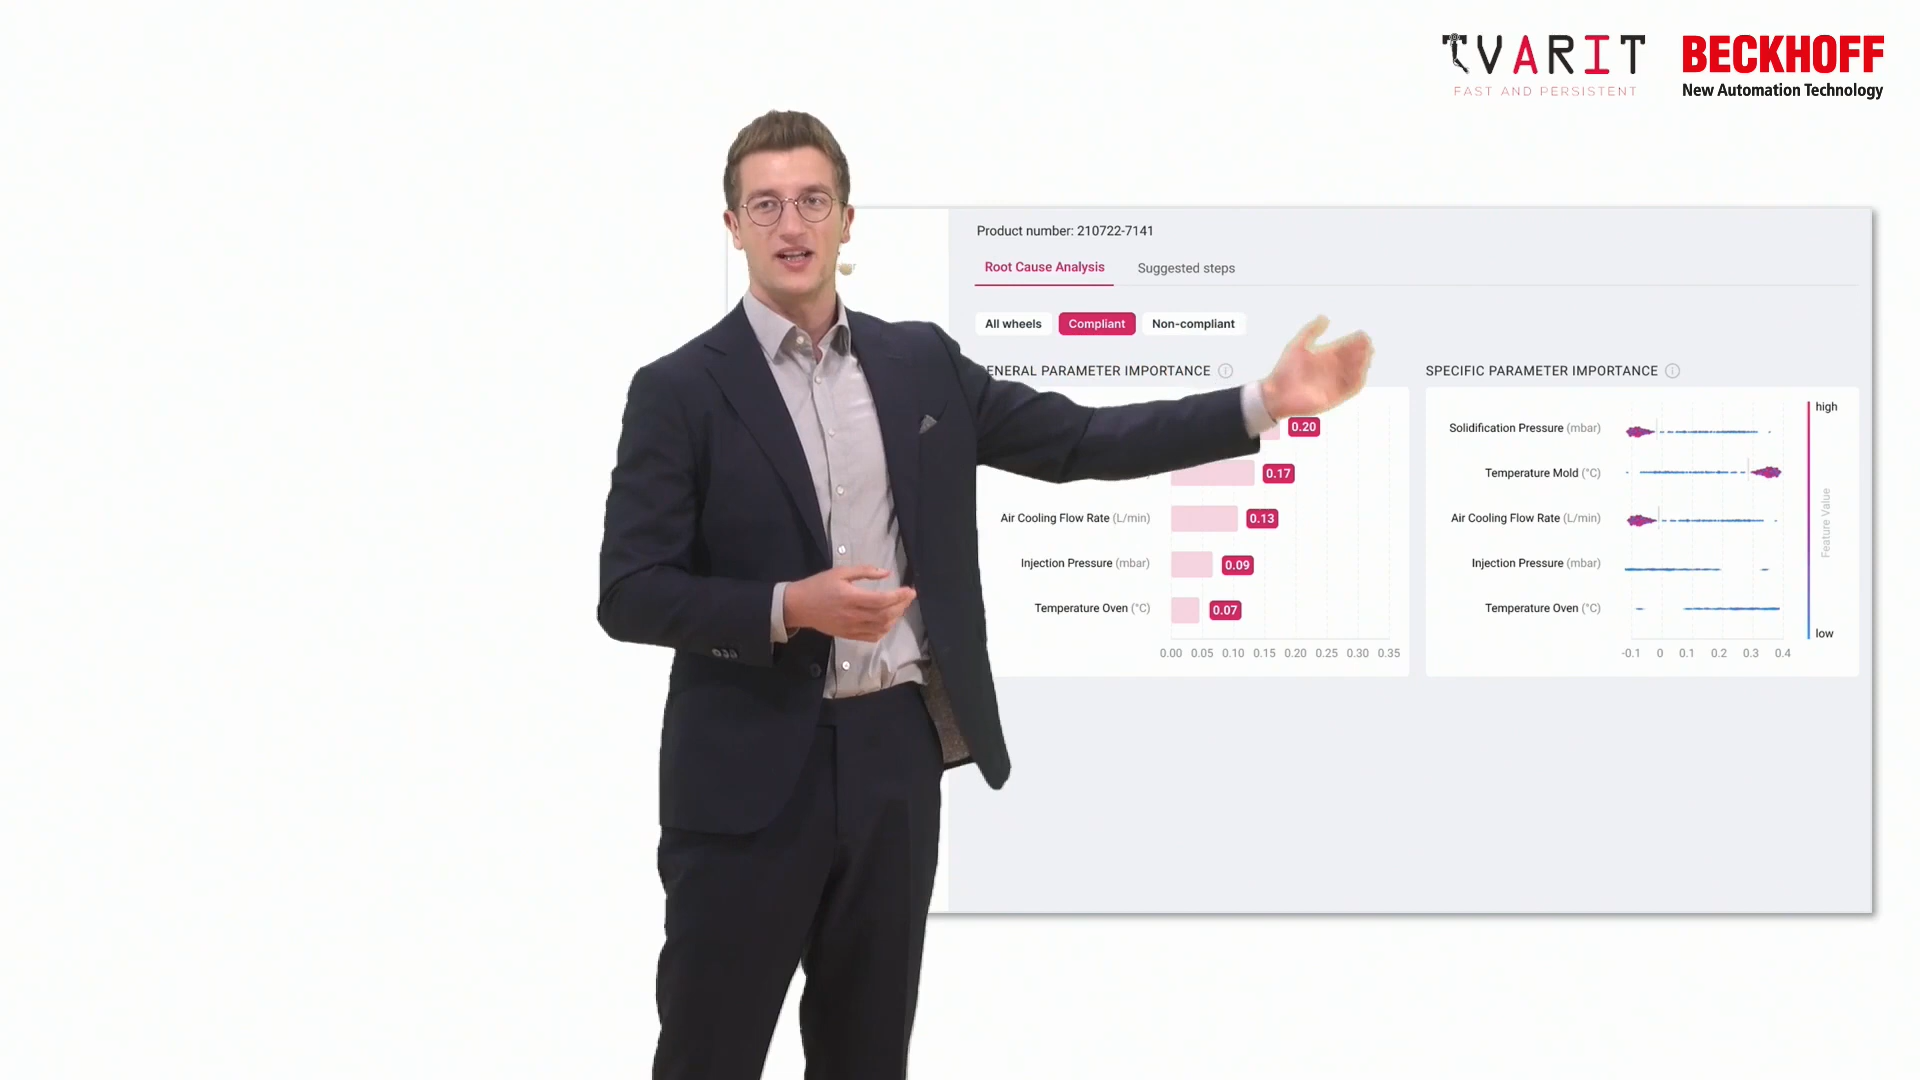 TVARIT
FAST AND PERSISTENT
BECKHOFF
New Automation Technology
Product number: 210722-7141
Root Cause Analysis
Suggested steps
All wheels
Compliant
Non-compliant
ENERAL PARAMETER IMPORTANCE
0.20
0.17
Air Cooling Flow Rate (L/min)
0.13
Injection Pressure (mbar)
0.09
Temperature Oven (°C)
0.07
0.00 0.05 0.10 0.15 0.20 0.25 0.30 0.35
SPECIFIC PARAMETER IMPORTANCE
high
Solidification Pressure (mbar)
Temperature Mold (°C)
Air Cooling Flow Rate (L/min)
Injection Pressure (mbar)
Temperature Oven (°C)
Feature Value
low
-0.1 0 0.1 0.2 0.3 0.4